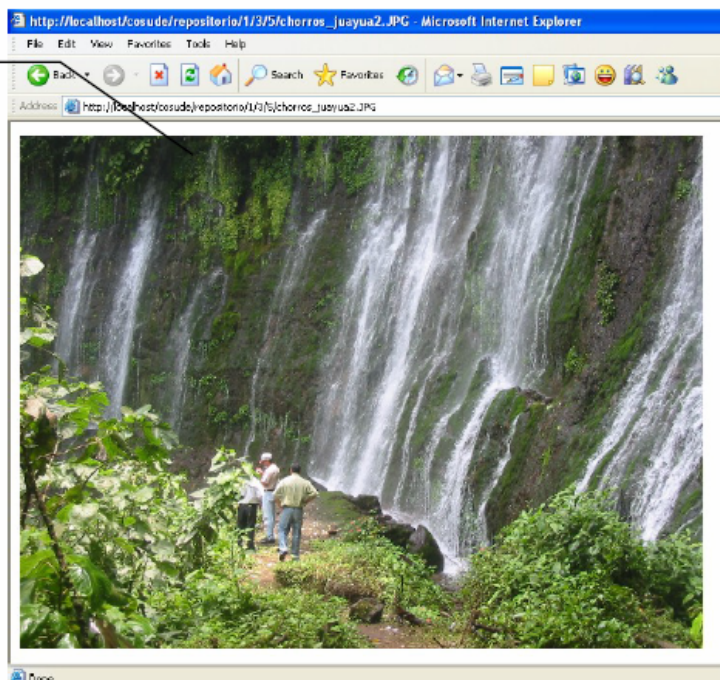 http://localhost/cosude/repositorio/1/3/5/chorros_juayua2.JPG - Microsoft Internet Explorer
File Edit View Favorites Tools Help
Back Search Favorites
Address http://localhost/cosude/repositorio/1/3/5/chorros_juayua2.JPG
Done